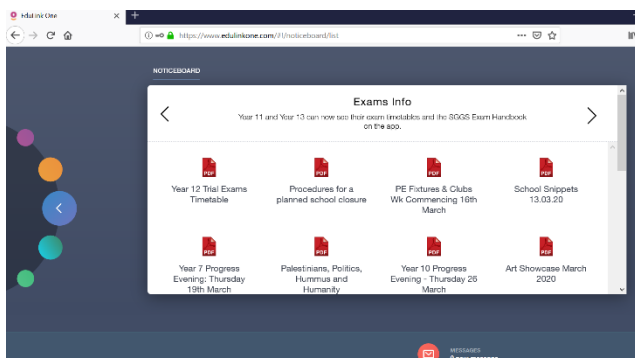 EduLink One
https://www.edulinkone.com/#!/noticeboard/list
NOTICEBOARD
Exams Info
Year 11 and Year 13 can now see their exam timetables and the SGGS Exam Handbook
on the app.
PDF PDF PDF PDF
Year 12 Trial Exams
Timetable
Procedures for a
planned school closure
PE Fixtures & Clubs
Wk Commencing 16th
March
School Snippets
13.03.20
PDF PDF PDF PDF
Year 7 Progress
Evening: Thursday
19th March
Palestinians, Politics,
Hummus and
Humanity
Year 10 Progress
Evening - Thursday 26
March
Art Showcase March
2020
MESSAGES